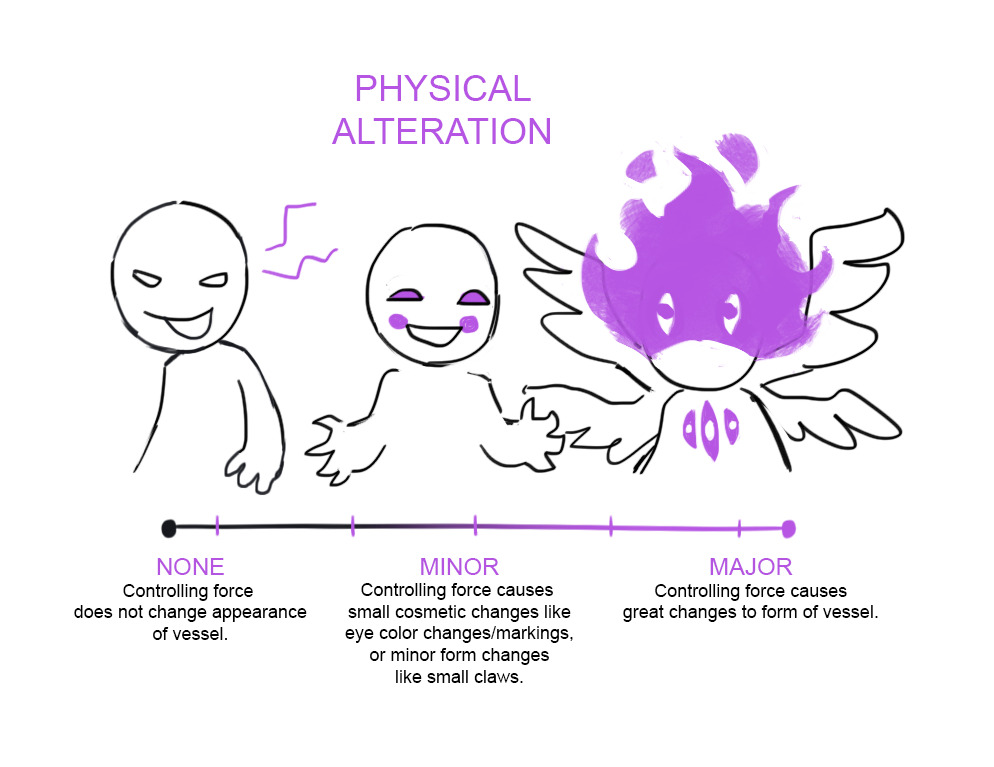 PHYSICAL
ALTERATION
NONE
Controlling force
does not change appearance
of vessel.
MINOR
Controlling force causes
small cosmetic changes like
eye color changes/markings,
or minor form changes
like small claws.
MAJOR
Controlling force causes
great changes to form of vessel.